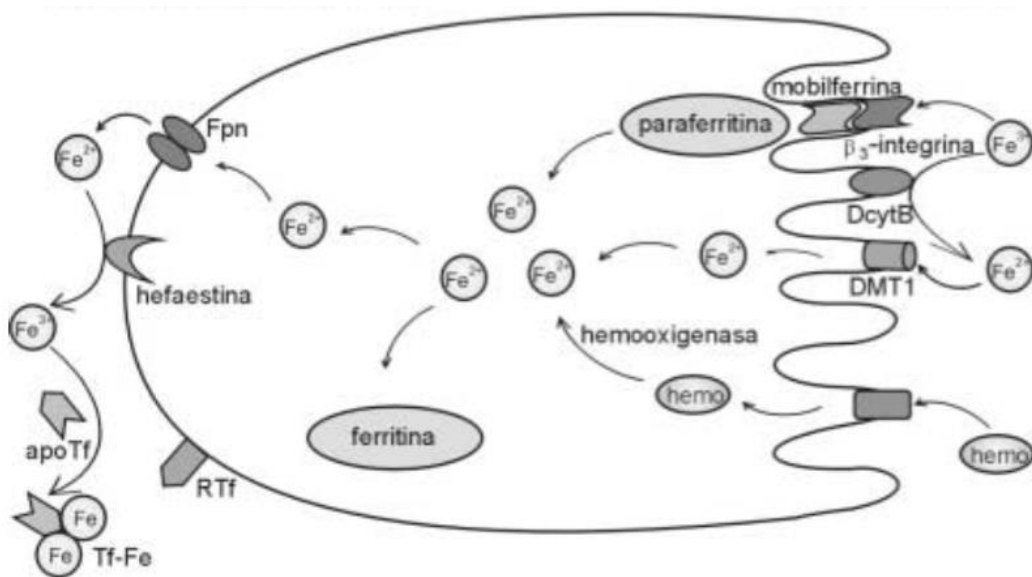 mobilferrina
Fpn
paraferritina
Fe³⁺
Fe²⁺
β₃-integrina
Fe²⁺
DcytB
Fe²⁺
Fe²⁺
Fe²⁺
Fe²⁺
Fe²⁺
Fe²⁺
hefaestina
DMT1
Fe³⁺
hemooxigenasa
hemo
ferritina
apoTf
hemo
RTf
Fe
Fe
Tf-Fe